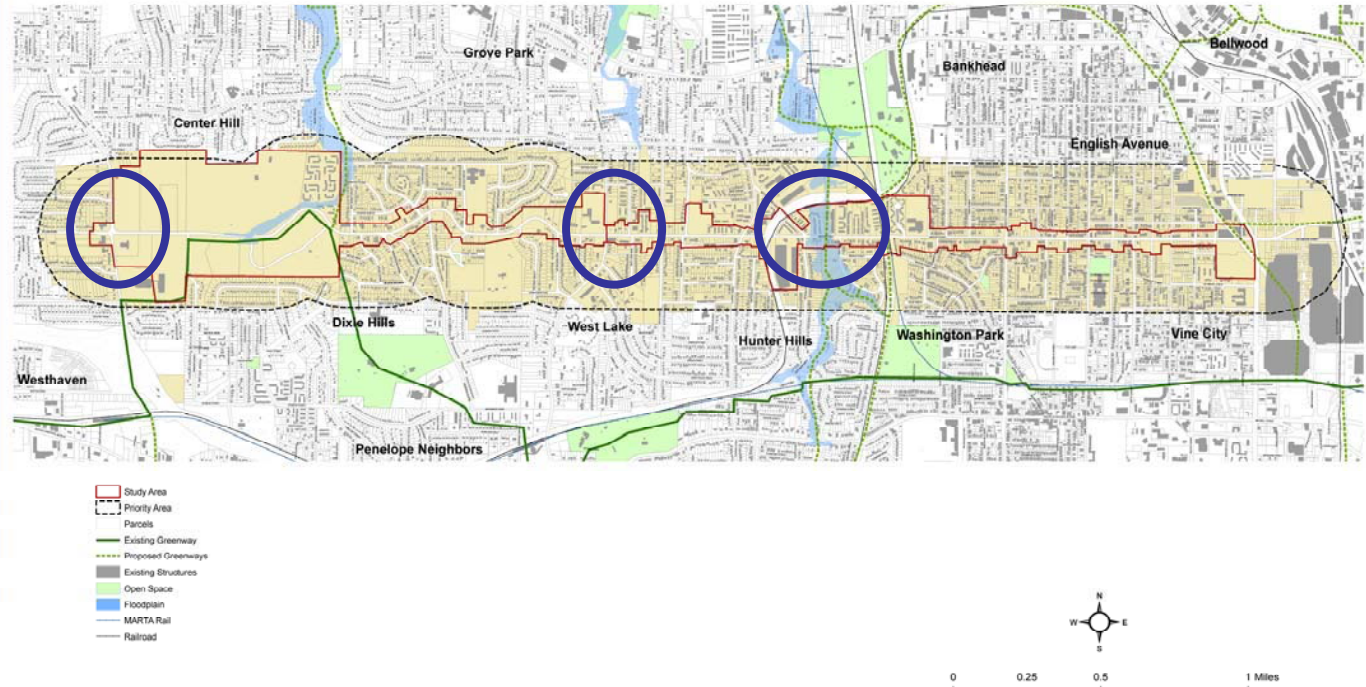 Grove Park
Bellwood
Bankhead
Center Hill
English Avenue
Dixie Hills
West Lake
Hunter Hills
Washington Park
Vine City
Westhaven
Penelope Neighbors
Study Area
Priority Area
Parcels
Existing Greenway
Proposed Greenways
Existing Structures
Open Space
Floodplain
MARTA Rail
Railroad
N
W E
S
0 0.25 0.5 1 Miles